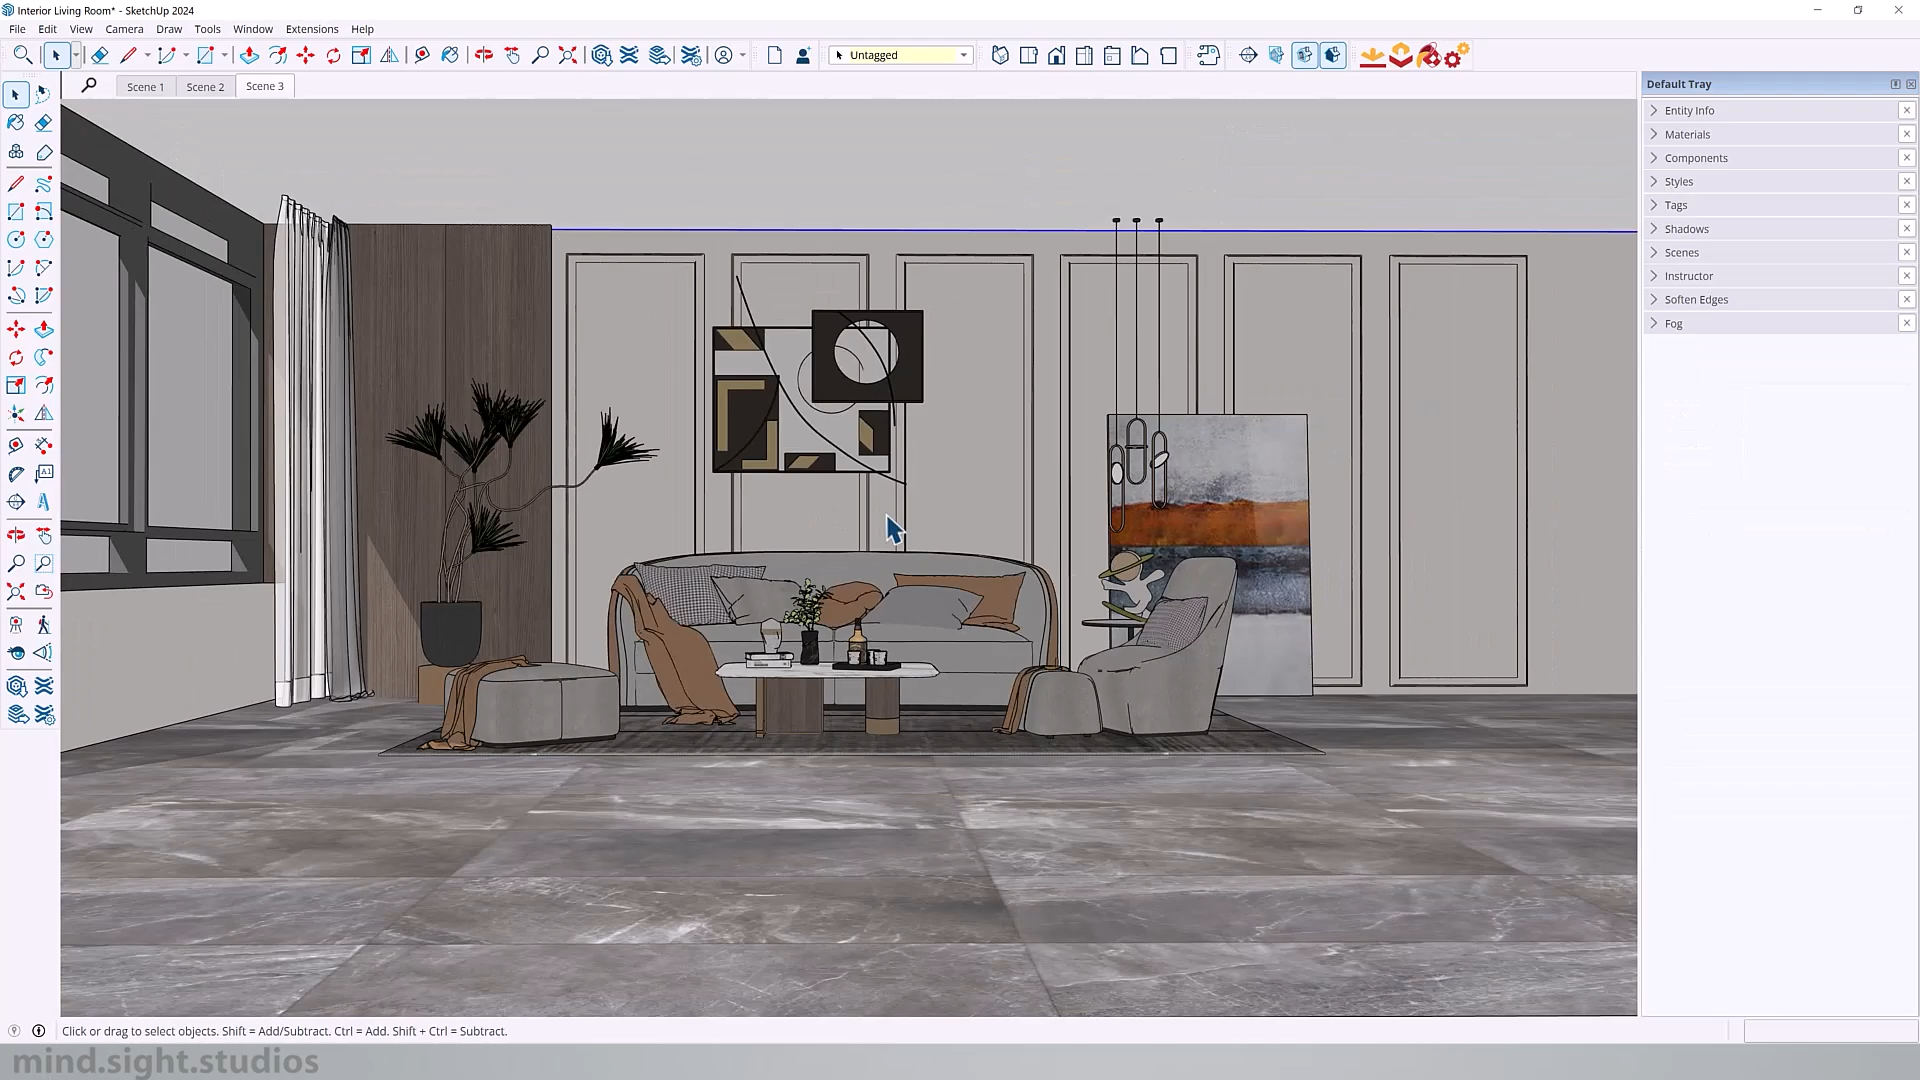 Interior Living Room* - SketchUp 2024
File Edit View Camera Draw Tools Window Extensions Help
Untagged
Scene 1 Scene 2 Scene 3
Default Tray
Entity Info
Materials
Components
Styles
Tags
Shadows
Scenes
Instructor
Soften Edges
Fog
Click or drag to select objects. Shift = Add/Subtract. Ctrl = Add. Shift + Ctrl = Subtract.
mind.sight.studios